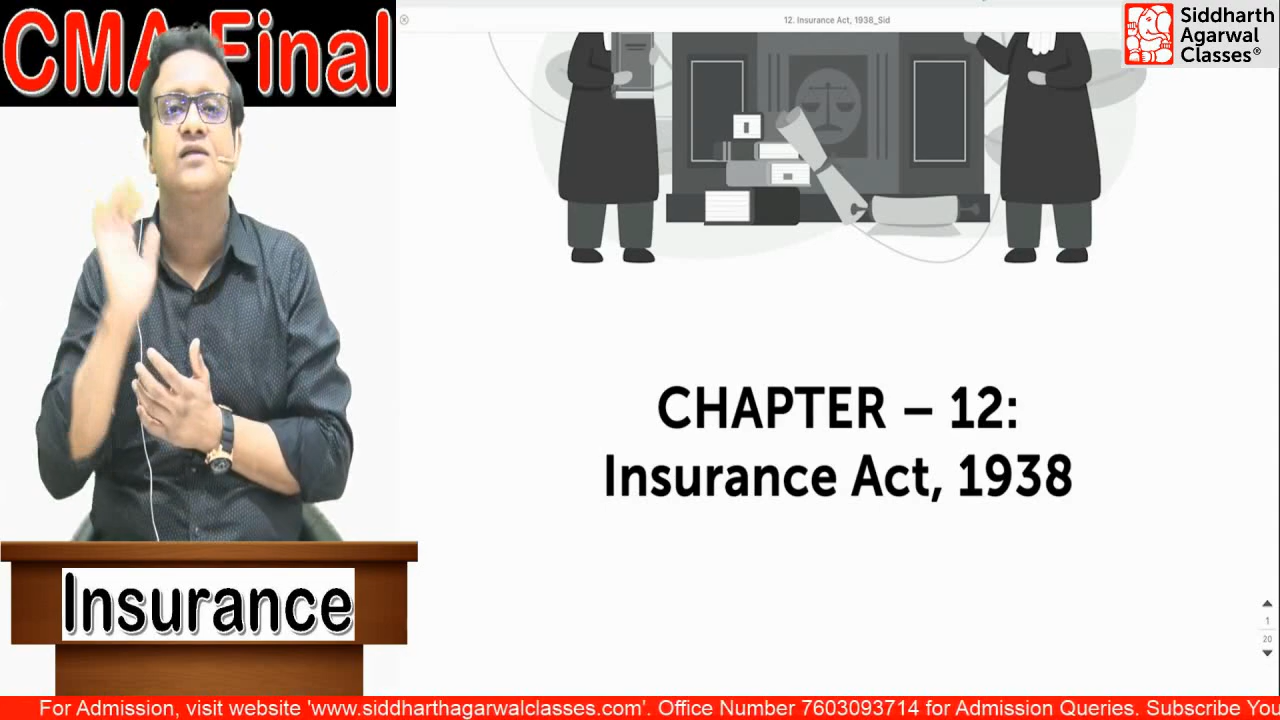 CMA Final
12. Insurance Act, 1938_Sid
Siddharth
Agarwal
Classes®
CHAPTER – 12:
Insurance Act, 1938
Insurance
1
20
For Admission, visit website 'www.siddharthagarwalclasses.com'. Office Number 7603093714 for Admission Queries. Subscribe You